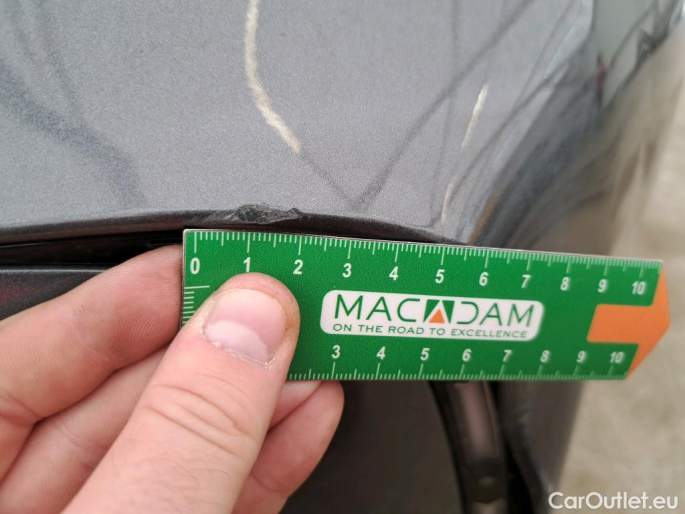 0 1 2 3 4 5 6 7 8 9 10
MACADAM
ON THE ROAD TO EXCELLENCE
3 4 5 6 7 8 9 10
CarOutlet.eu